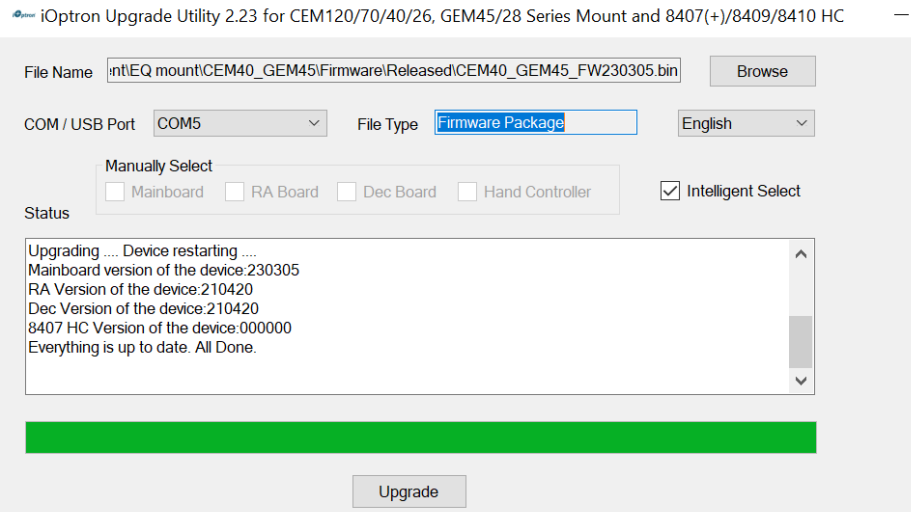 iOptron iOptron Upgrade Utility 2.23 for CEM120/70/40/26, GEM45/28 Series Mount and 8407(+)/8409/8410 HC
File Name nt\EQ mount\CEM40_GEM45\Firmware\Released\CEM40_GEM45_FW230305.bin Browse
COM / USB Port COM5 File Type Firmware Package English
Manually Select
Mainboard RA Board Dec Board Hand Controller Intelligent Select
Status
Upgrading .... Device restarting ....
Mainboard version of the device:230305
RA Version of the device:210420
Dec Version of the device:210420
8407 HC Version of the device:000000
Everything is up to date. All Done.
Upgrade